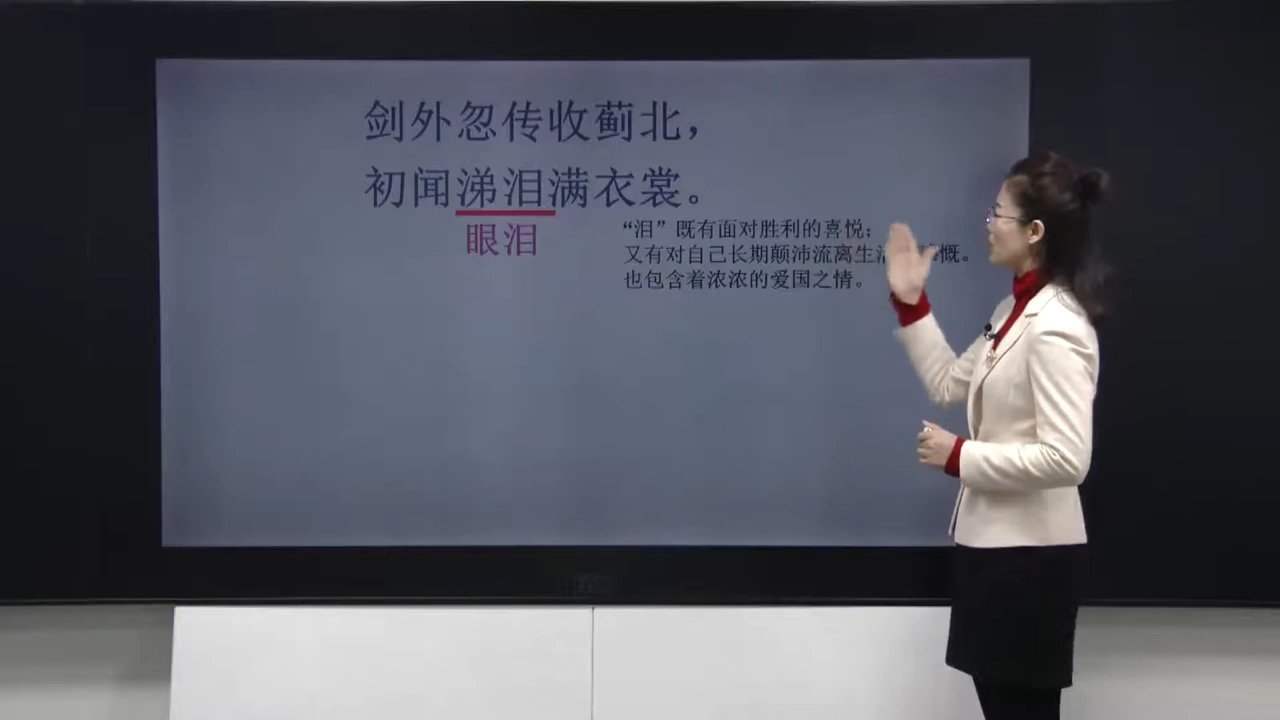 剑外忽传收蓟北，
初闻涕泪满衣裳。
眼泪
“泪”既有面对胜利的喜悦；
又有对自己长期颠沛流离生 慨。
也包含着浓浓的爱国之情。